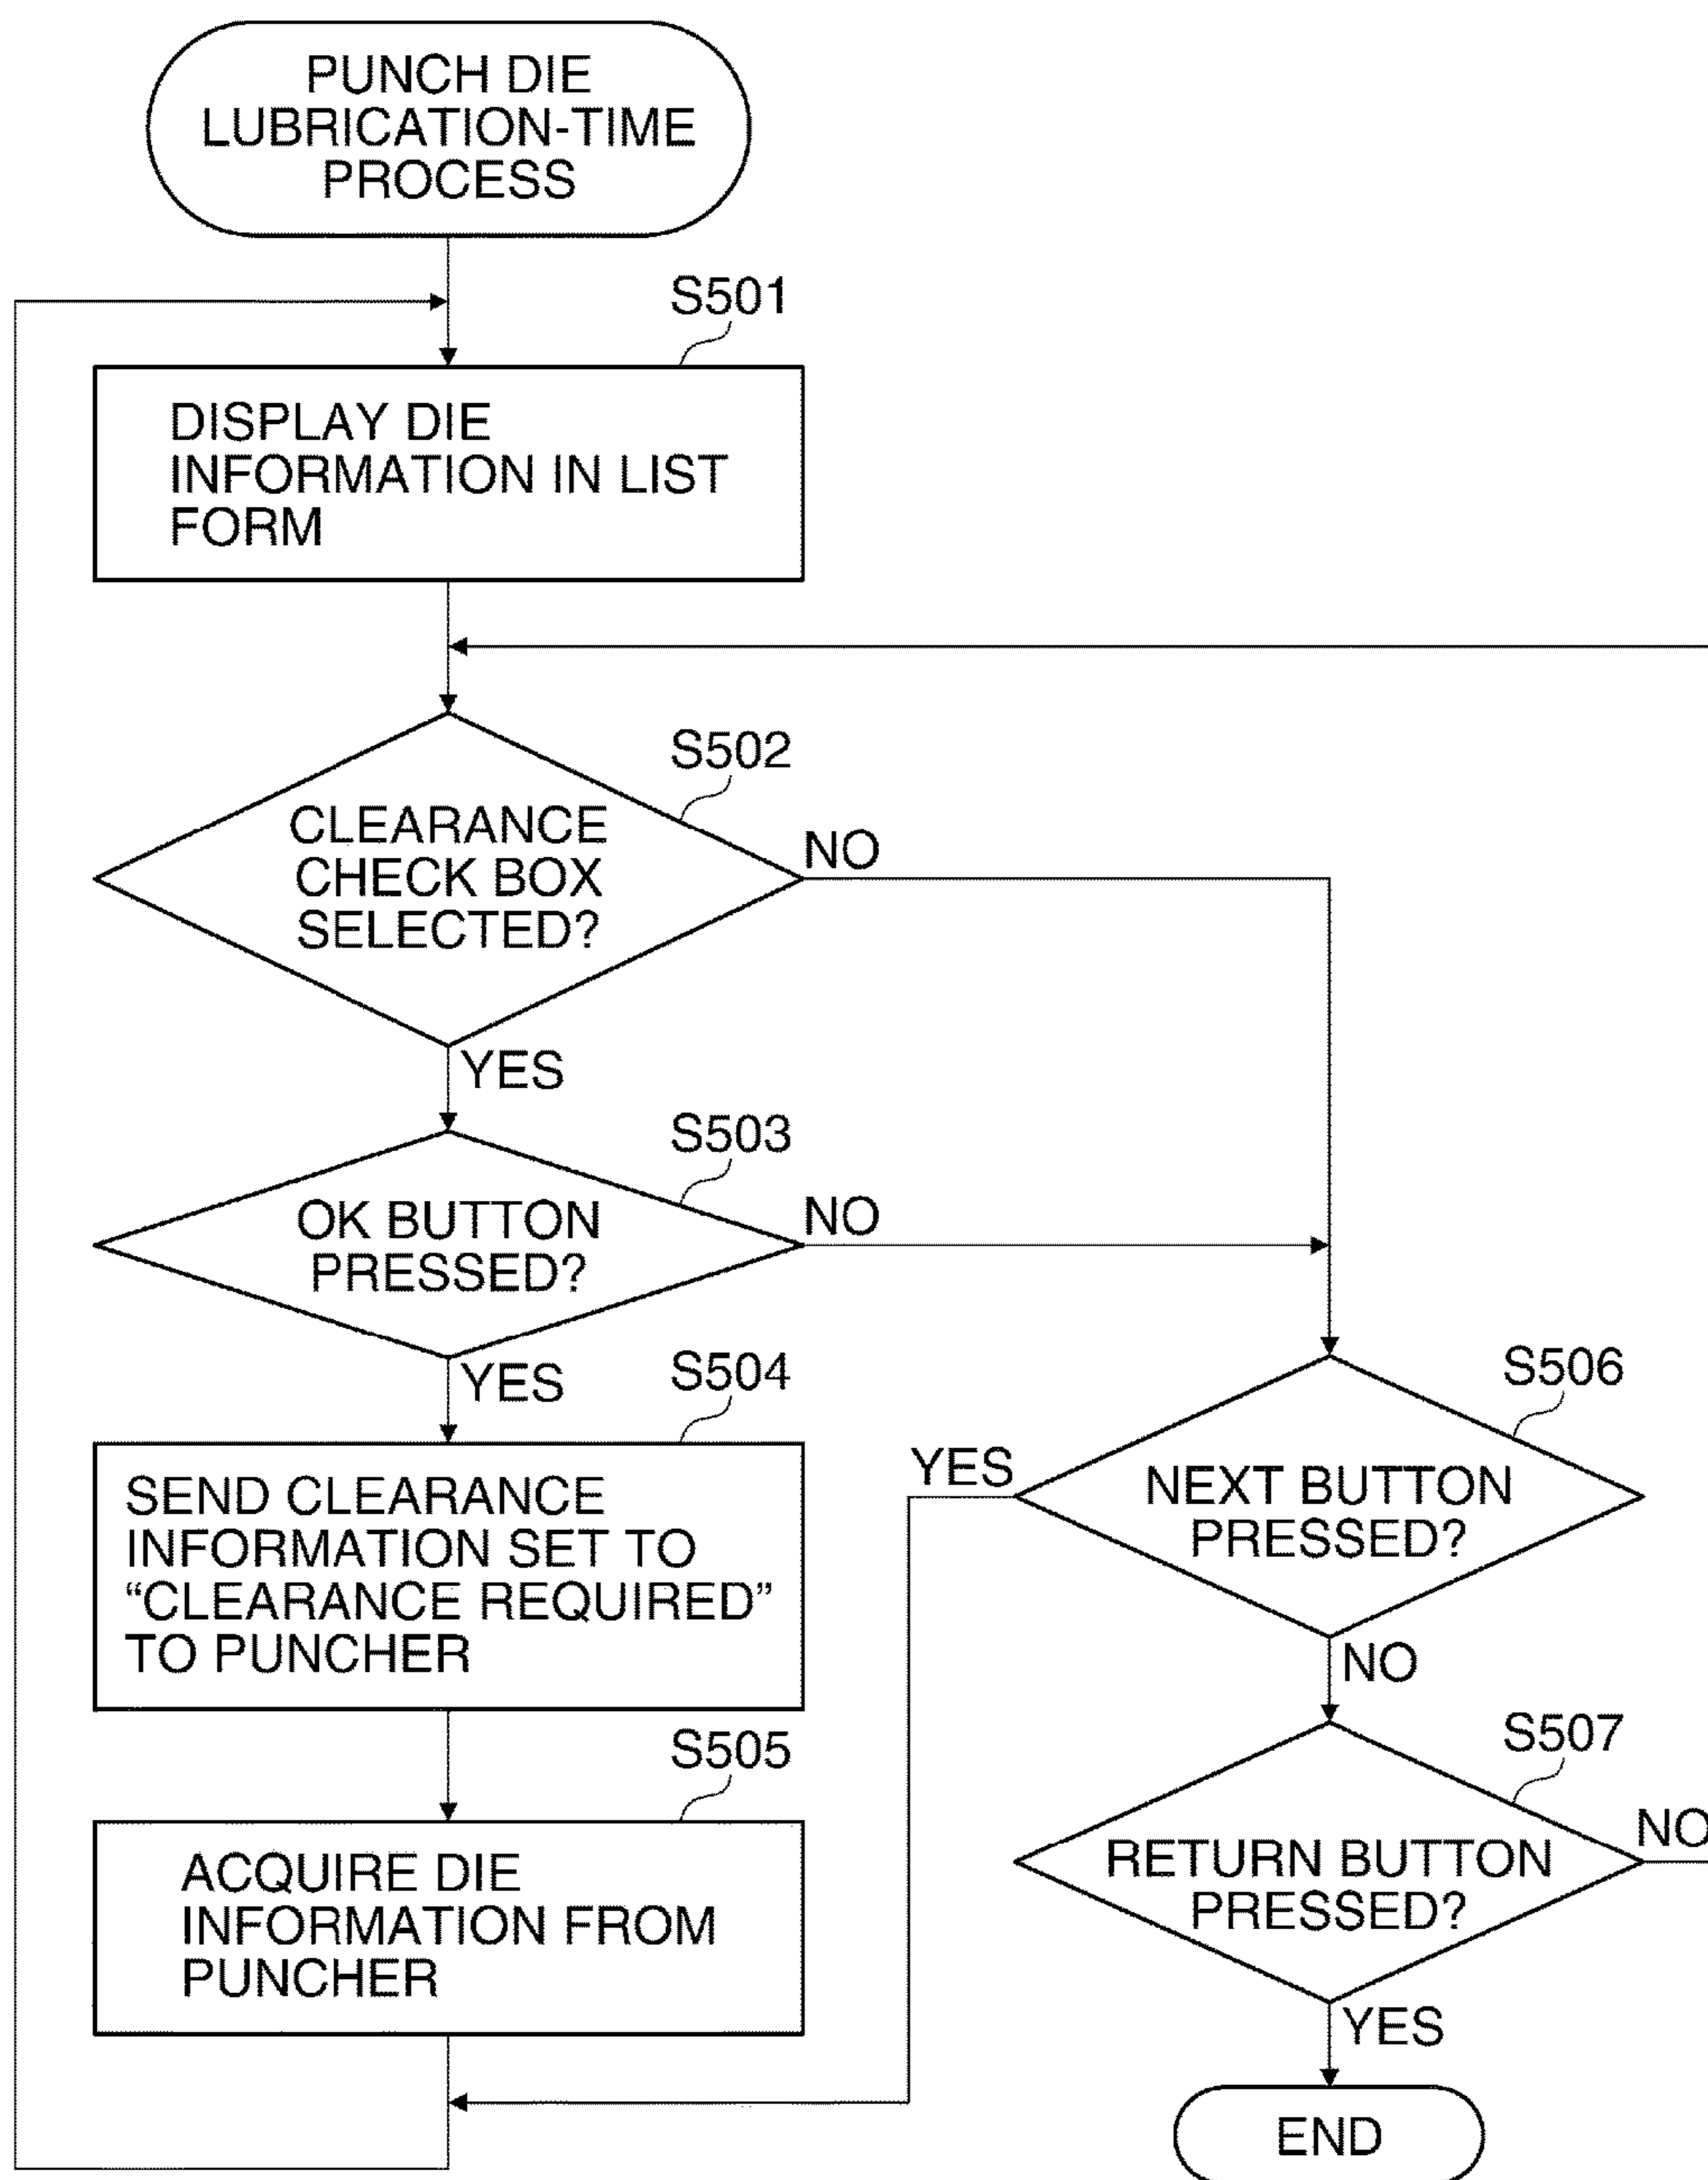 PUNCH DIE
LUBRICATION-TIME
PROCESS
S501
DISPLAY DIE
INFORMATION IN LIST
FORM
S502
CLEARANCE
CHECK BOX
SELECTED?
NO
YES
S503
OK BUTTON
PRESSED?
NO
YES
S504
SEND CLEARANCE
INFORMATION SET TO
“CLEARANCE REQUIRED”
TO PUNCHER
S505
ACQUIRE DIE
INFORMATION FROM
PUNCHER
S506
YES
NEXT BUTTON
PRESSED?
NO
S507
RETURN BUTTON
PRESSED?
NO
YES
END